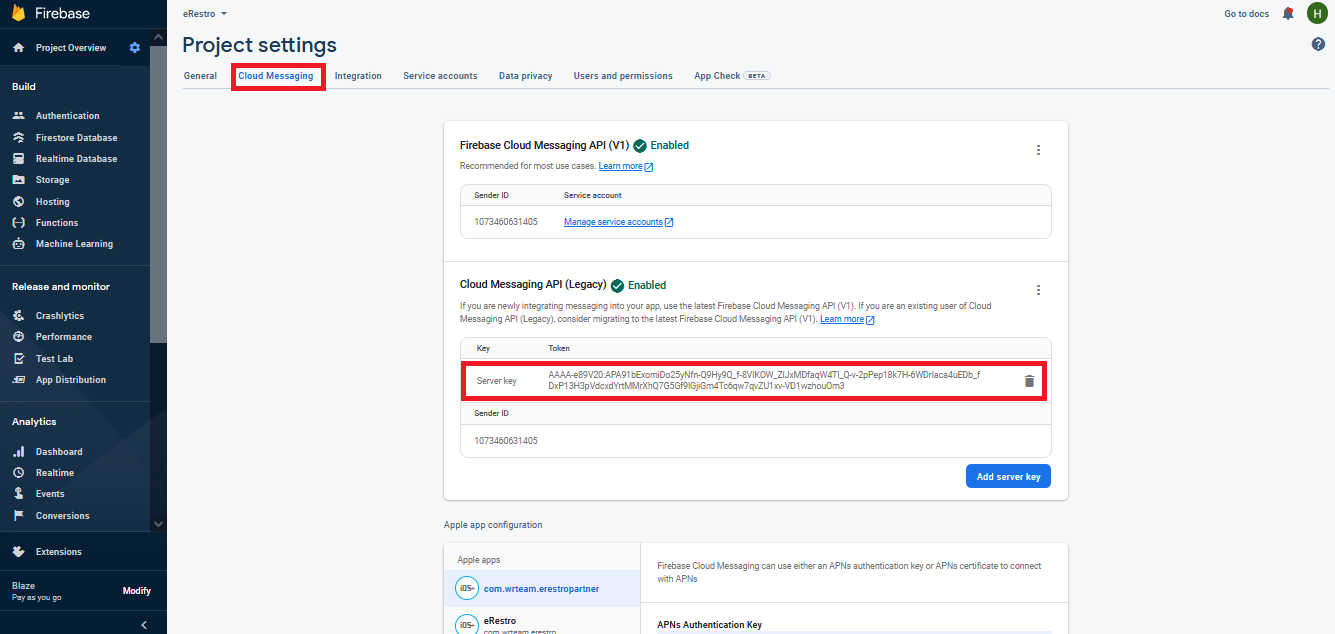 Firebase
eRestro
Go to docs
H
Project Overview
Project settings
General
Cloud Messaging
Integration
Service accounts
Data privacy
Users and permissions
App Check BETA
Build
Authentication
Firestore Database
Realtime Database
Storage
Hosting
Functions
Machine Learning
Release and monitor
Crashlytics
Performance
Test Lab
App Distribution
Analytics
Dashboard
Realtime
Events
Conversions
Extensions
Blaze
Pay as you go
Modify
Firebase Cloud Messaging API (V1) Enabled
Recommended for most use cases. Learn more
Sender ID Service account
1073460631405 Manage service accounts
Cloud Messaging API (Legacy) Enabled
If you are newly integrating messaging into your app, use the latest Firebase Cloud Messaging API (V1). If you are an existing user of Cloud
Messaging API (Legacy), consider migrating to the latest Firebase Cloud Messaging API (V1). Learn more
Key Token
Server key
Sender ID
1073460631405
Add server key
Apple app configuration
Apple apps
iOS+ com.wrteam.erestropartner
iOS+ eRestro
com.wrteam.erestro
Firebase Cloud Messaging can use either an APNs authentication key or APNs certificate to connect
with APNs
APNs Authentication Key